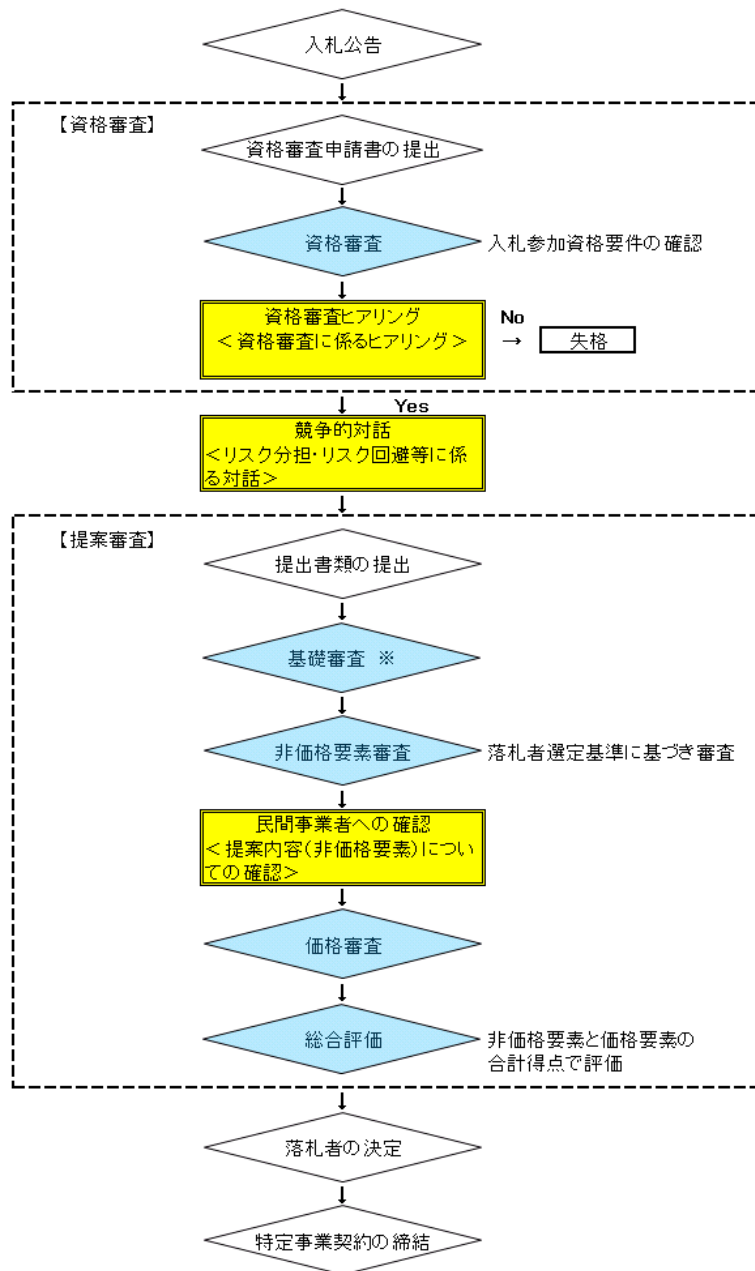 入札公告
【資格審査】
資格審査申請書の提出
資格審査
入札参加資格要件の確認
資格審査ヒアリング
<資格審査に係るヒアリング>
No
→
失格
Yes
競争的対話
<リスク分担・リスク回避等に係
る対話>
【提案審査】
提出書類の提出
基礎審査 ※
非価格要素審査
落札者選定基準に基づき審査
民間事業者への確認
<提案内容(非価格要素)につい
ての確認>
価格審査
総合評価
非価格要素と価格要素の
合計得点で評価
落札者の決定
特定事業契約の締結